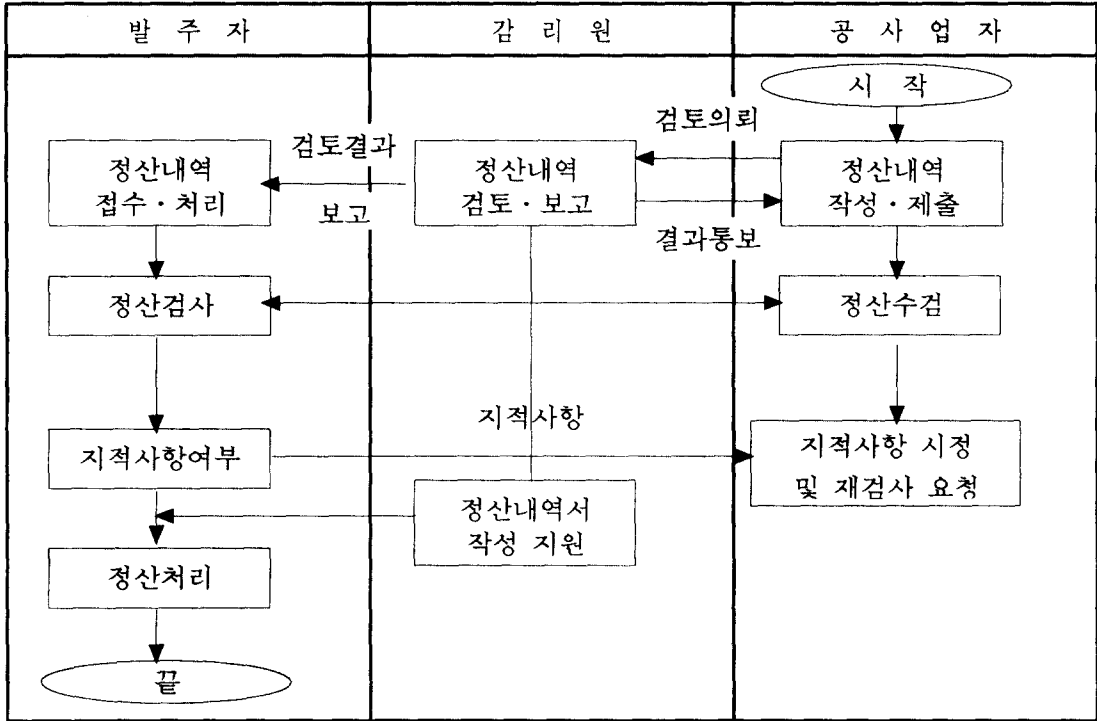 발 주 자
감 리 원
공 사 업 자
시 작
검토의뢰
검토결과
정산내역
접수·처리
정산내역
검토·보고
정산내역
작성·제출
보고
결과통보
정산검사
정산수검
지적사항
지적사항여부
지적사항 시정
및 재검사 요청
정산내역서
작성 지원
정산처리
끝